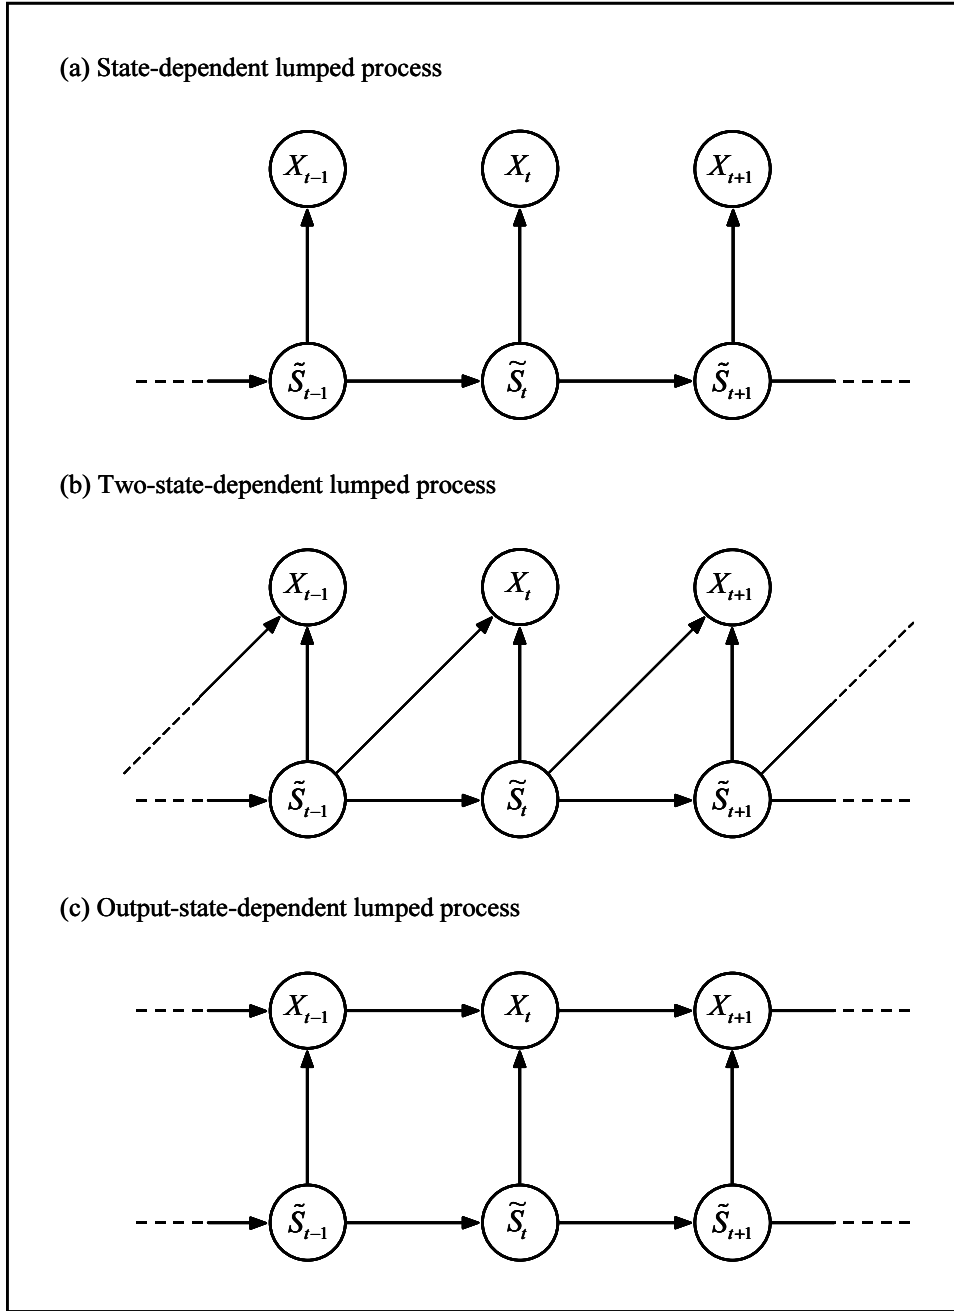 (a) State-dependent lumped process
X_{t−1} X_t X_{t+1}
S̃_{t−1} S̃_t S̃_{t+1}
(b) Two-state-dependent lumped process
X_{t−1} X_t X_{t+1}
S̃_{t−1} S̃_t S̃_{t+1}
(c) Output-state-dependent lumped process
X_{t−1} X_t X_{t+1}
S̃_{t−1} S̃_t S̃_{t+1}